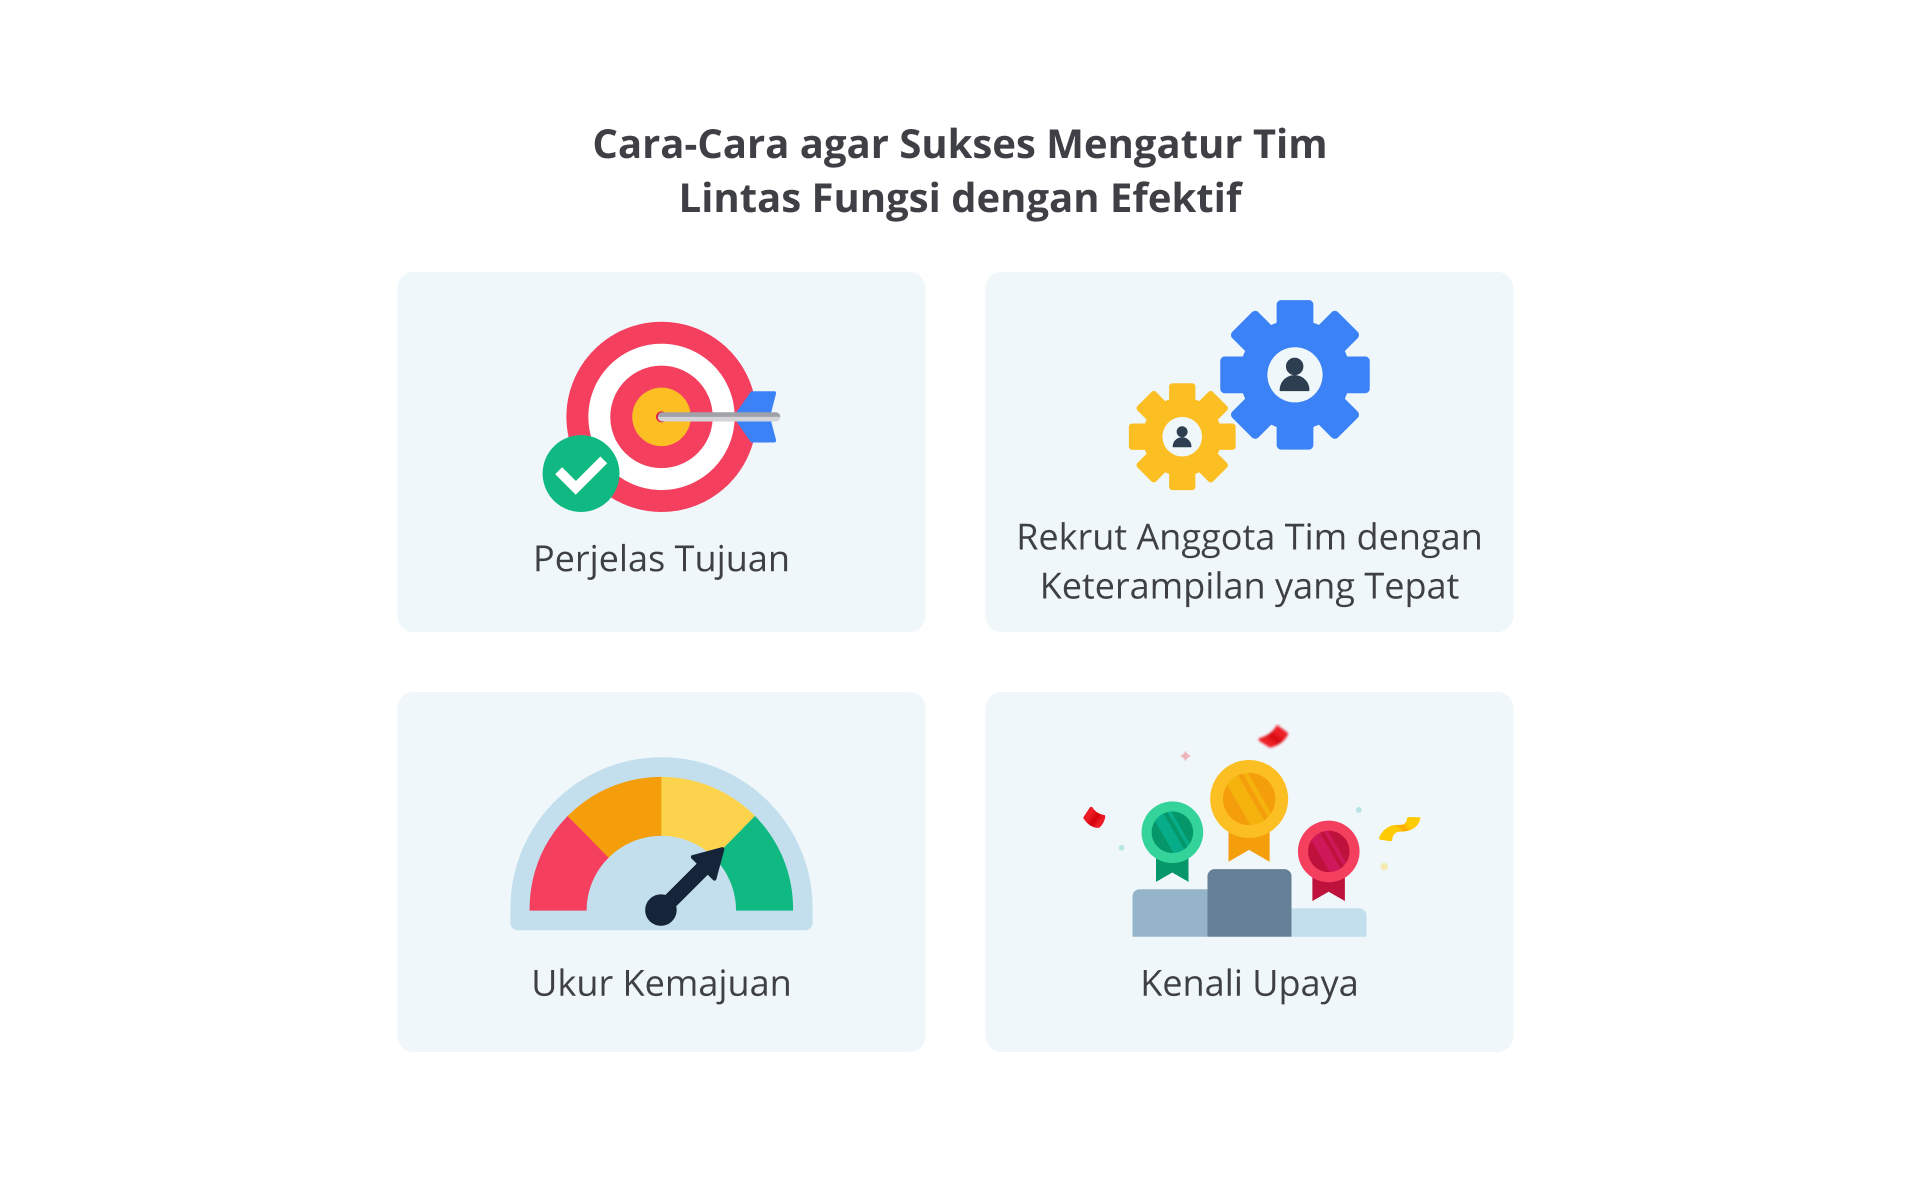 Cara-Cara agar Sukses Mengatur Tim
Lintas Fungsi dengan Efektif
Perjelas Tujuan
Rekrut Anggota Tim dengan
Keterampilan yang Tepat
Ukur Kemajuan
Kenali Upaya